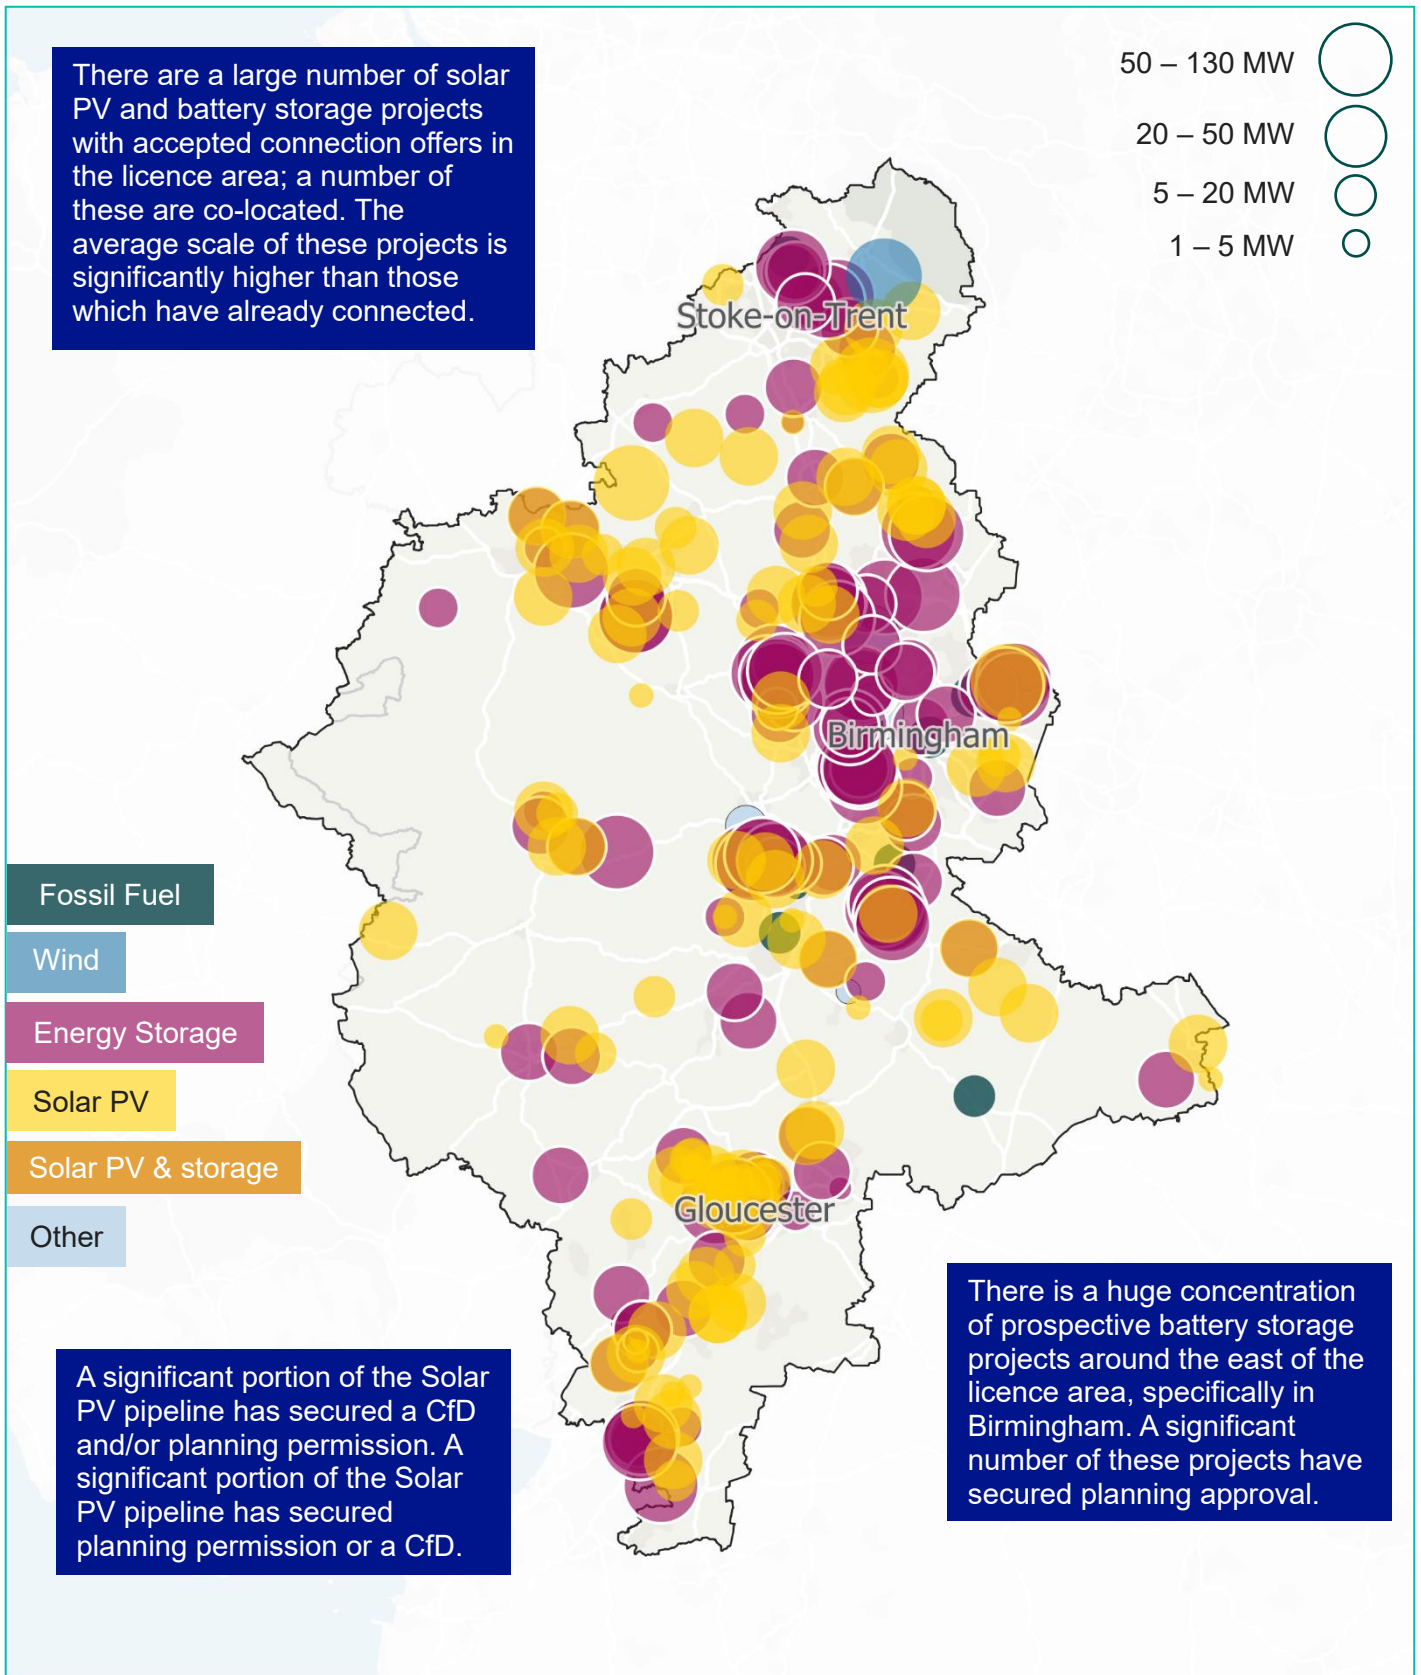 There are a large number of solar
PV and battery storage projects
with accepted connection offers in
the licence area; a number of
these are co-located. The
average scale of these projects is
significantly higher than those
which have already connected.
50 – 130 MW
20 – 50 MW
5 – 20 MW
1 – 5 MW
Stoke-on-Trent
Birmingham
Fossil Fuel
Wind
Energy Storage
Solar PV
Solar PV & storage
Other
Gloucester
A significant portion of the Solar
PV pipeline has secured a CfD
and/or planning permission. A
significant portion of the Solar
PV pipeline has secured
planning permission or a CfD.
There is a huge concentration
of prospective battery storage
projects around the east of the
licence area, specifically in
Birmingham. A significant
number of these projects have
secured planning approval.